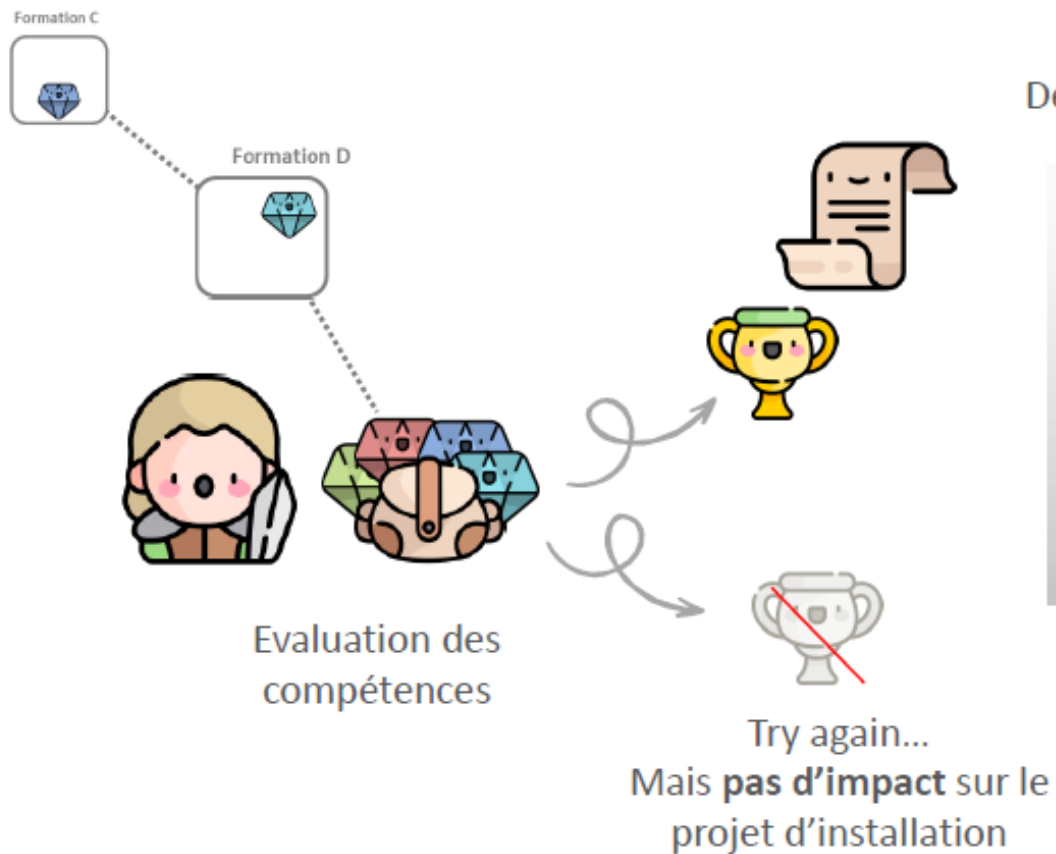 Formation C
Formation D
Evaluation des
compétences
Try again...
Mais pas d'impact sur le
projet d'installation